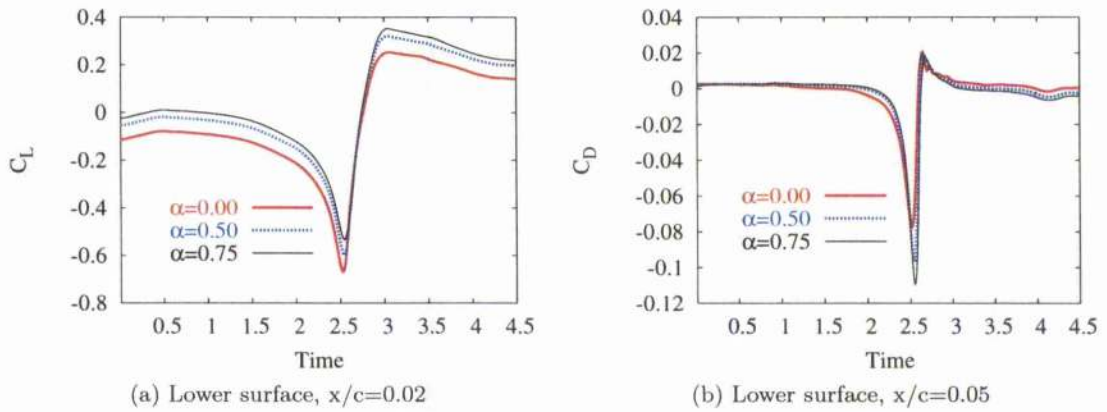 0.4
0.2
0
-0.2
-0.4
-0.6
-0.8
C_L
α=0.00
α=0.50
α=0.75
0.5 1 1.5 2 2.5 3 3.5 4 4.5
Time
(a) Lower surface, x/c=0.02
0.04
0.02
0
-0.02
-0.04
-0.06
-0.08
-0.1
-0.12
C_D
α=0.00
α=0.50
α=0.75
0.5 1 1.5 2 2.5 3 3.5 4 4.5
Time
(b) Lower surface, x/c=0.05